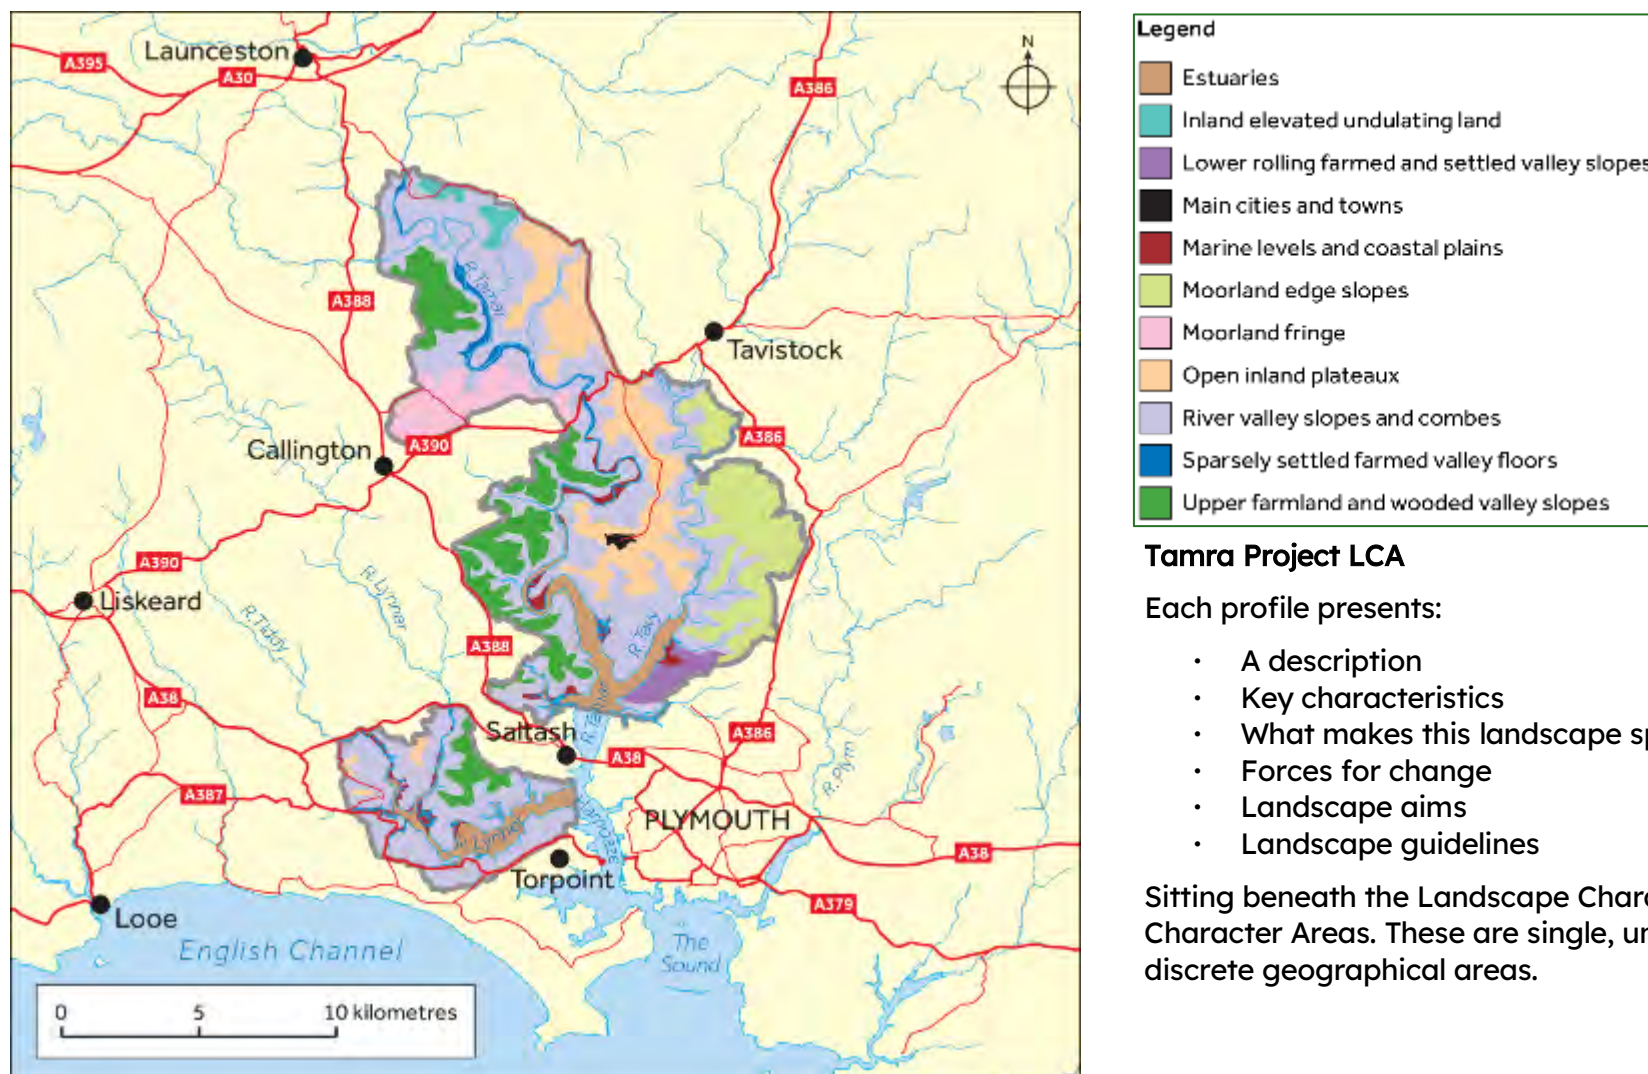 Launceston
N
A395
A30
A386
R.Tamar
A388
Tavistock
A386
Callington
A390
A390
R.Lynher
Liskeard
R.Tiddy
R.Tavy
A388
A38
Saltash
R.Tamar
A386
A38
R.Plym
A387
PLYMOUTH
Hamoaze
R.Lynher
A38
Torpoint
A379
Looe
English Channel
The
Sound
0 5 10 kilometres
Legend
Estuaries
Inland elevated undulating land
Lower rolling farmed and settled valley slopes
Main cities and towns
Marine levels and coastal plains
Moorland edge slopes
Moorland fringe
Open inland plateaux
River valley slopes and combes
Sparsely settled farmed valley floors
Upper farmland and wooded valley slopes
Tamra Project LCA
Each profile presents:
· A description
· Key characteristics
· What makes this landscape sp
· Forces for change
· Landscape aims
· Landscape guidelines
Sitting beneath the Landscape Char
Character Areas. These are single, un
discrete geographical areas.